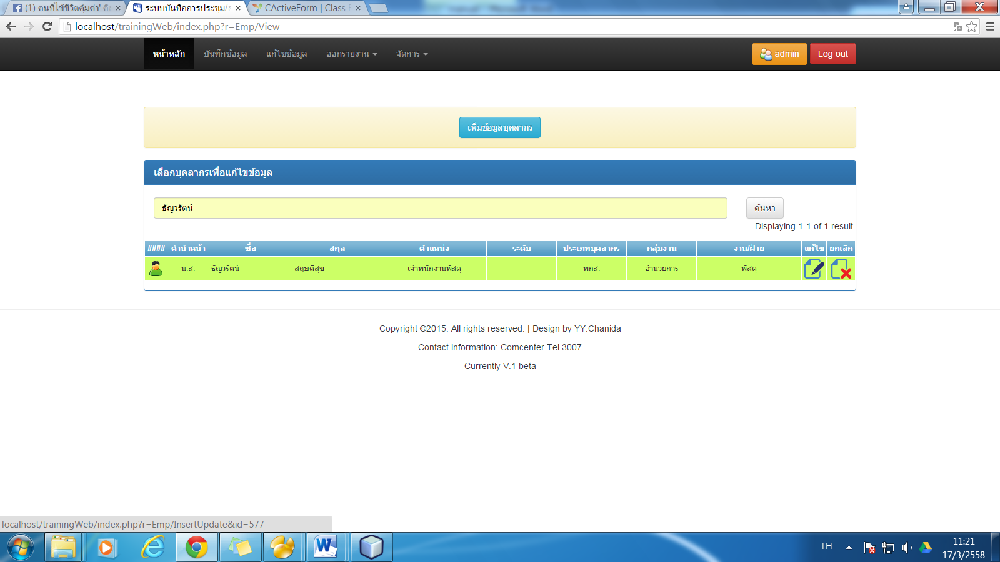 (1) คนที่ใช้ชีวิตคุ้มค่า' คื
ระบบบันทึกการประชุม/อ
CActiveForm | Class
localhost/trainingWeb/index.php?r=Emp/View
หน้าหลัก บันทึกข้อมูล แก้ไขข้อมูล ออกรายงาน จัดการ admin Log out
เพิ่มข้อมูลบุคลากร
เลือกบุคลากรเพื่อแก้ไขข้อมูล
ธัญวรัตน์ ค้นหา
Displaying 1-1 of 1 result.
#### คำนำหน้า ชื่อ สกุล ตำแหน่ง ระดับ ประเภทบุคลากร กลุ่มงาน งาน/ฝ่าย แก้ไข ยกเลิก
น.ส. ธัญวรัตน์ สฤษดิสุข เจ้าพนักงานพัสดุ พกส. อำนวยการ พัสดุ
Copyright ©2015. All rights reserved. | Design by YY.Chanida
Contact information: Comcenter Tel.3007
Currently V.1 beta
localhost/trainingWeb/index.php?r=Emp/InsertUpdate&id=577
TH 11:21
17/3/2558